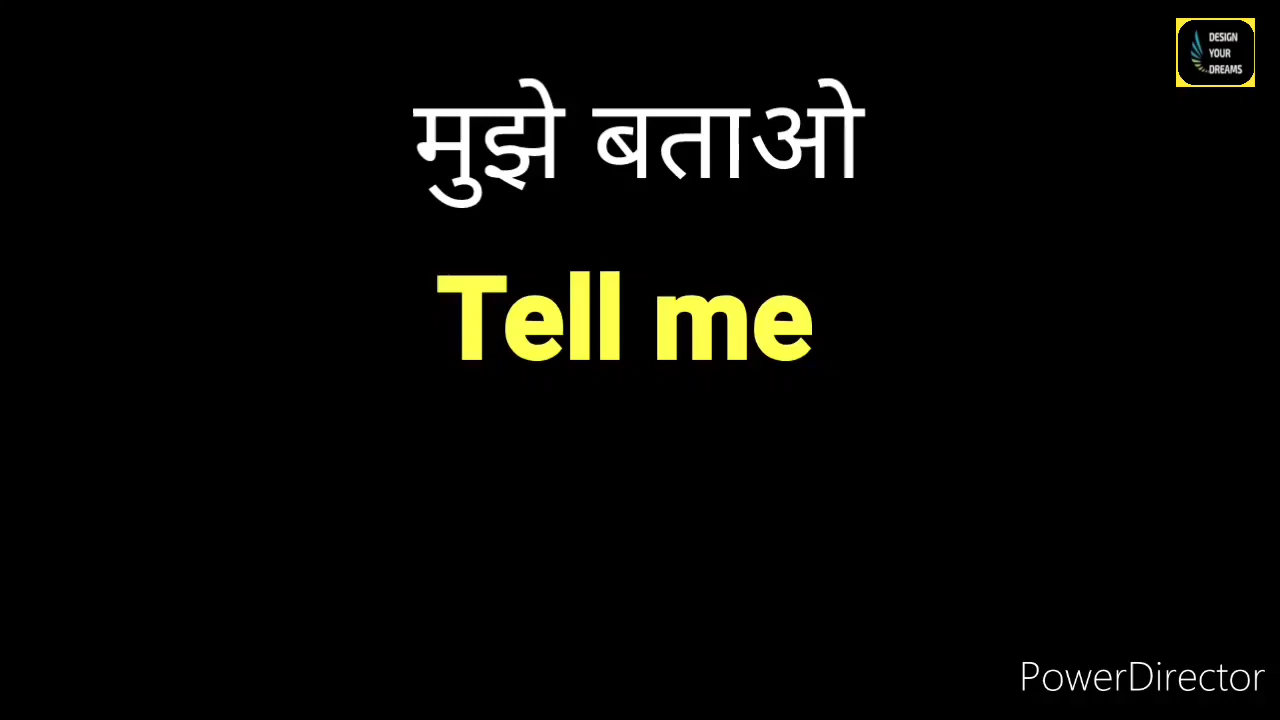 DESIGN
YOUR
DREAMS
मुझे बताओ
Tell me
PowerDirector